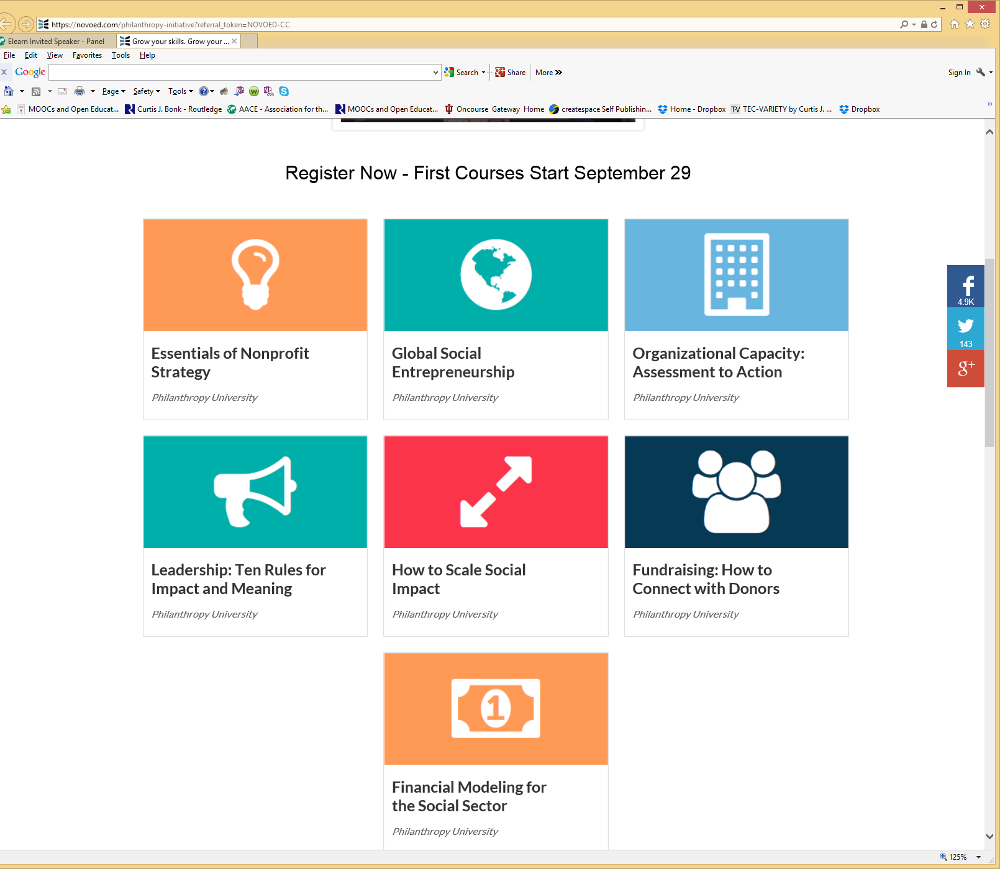 https://novoed.com/philanthropy-initiative?referral_token=NOVOED-CC
Elearn Invited Speaker - Panel
Grow your skills. Grow your ...
File Edit View Favorites Tools Help
Google Search Share More »
Sign In
Page Safety Tools
MOOCs and Open Educat... Curtis J. Bonk - Routledge AACE - Association for th... MOOCs and Open Educat... Oncourse Gateway Home createspace Self Publishin... Home - Dropbox TV TEC-VARIETY by Curtis J. ... Dropbox
Register Now - First Courses Start September 29
Essentials of Nonprofit
Strategy
Philanthropy University
Global Social
Entrepreneurship
Philanthropy University
Organizational Capacity:
Assessment to Action
Philanthropy University
4.9K
143
g+
Leadership: Ten Rules for
Impact and Meaning
Philanthropy University
How to Scale Social
Impact
Philanthropy University
Fundraising: How to
Connect with Donors
Philanthropy University
1
Financial Modeling for
the Social Sector
Philanthropy University
125%